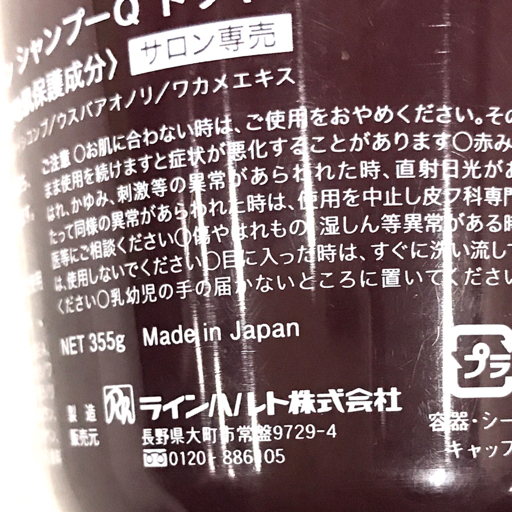 シャンプーQ
保護成分〉 サロン専売
コンブ/ウスバアオノリ/ワカメエキス
ご注意 〇お肌に合わない時は、ご使用をおやめください。その
まま使用を続けますと症状が悪化することがあります〇赤み
はれ、かゆみ、刺激等の異常があらわれた時、直射日光があ
たって同様の異常があらわれた時は、使用を中止し皮フ科専門
医等にご相談ください〇傷やはれもの、湿しん等異常がある時
は、使用しないでください〇目に入った時は、すぐに洗い流して
ください〇乳幼児の手の届かないところに置いてください
NET 355g Made in Japan
プラ
製造
販売元
ラインハルト株式会社
長野県大町市常盤9729-4
0120-886105
容器・シー
キャップ